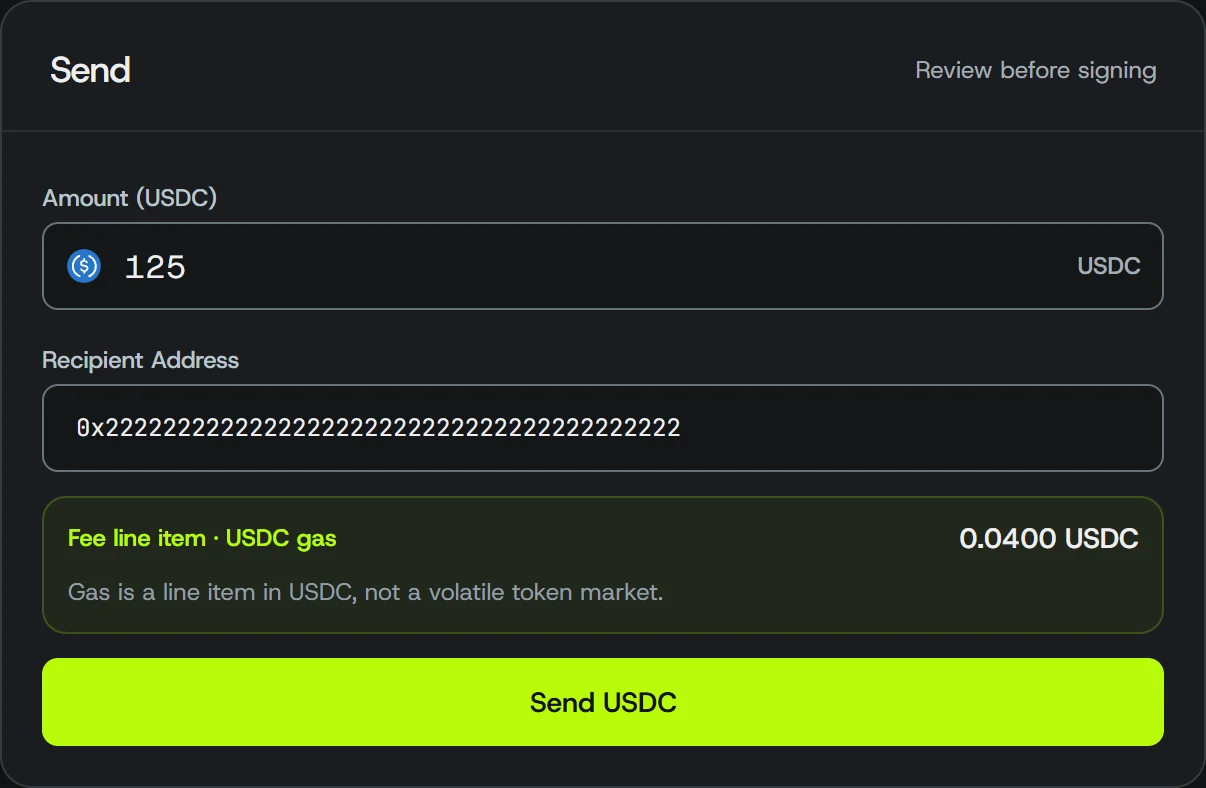 Send
Review before signing
Amount (USDC)
125
USDC
Recipient Address
0x2222222222222222222222222222222222222222
Fee line item · USDC gas
0.0400 USDC
Gas is a line item in USDC, not a volatile token market.
Send USDC